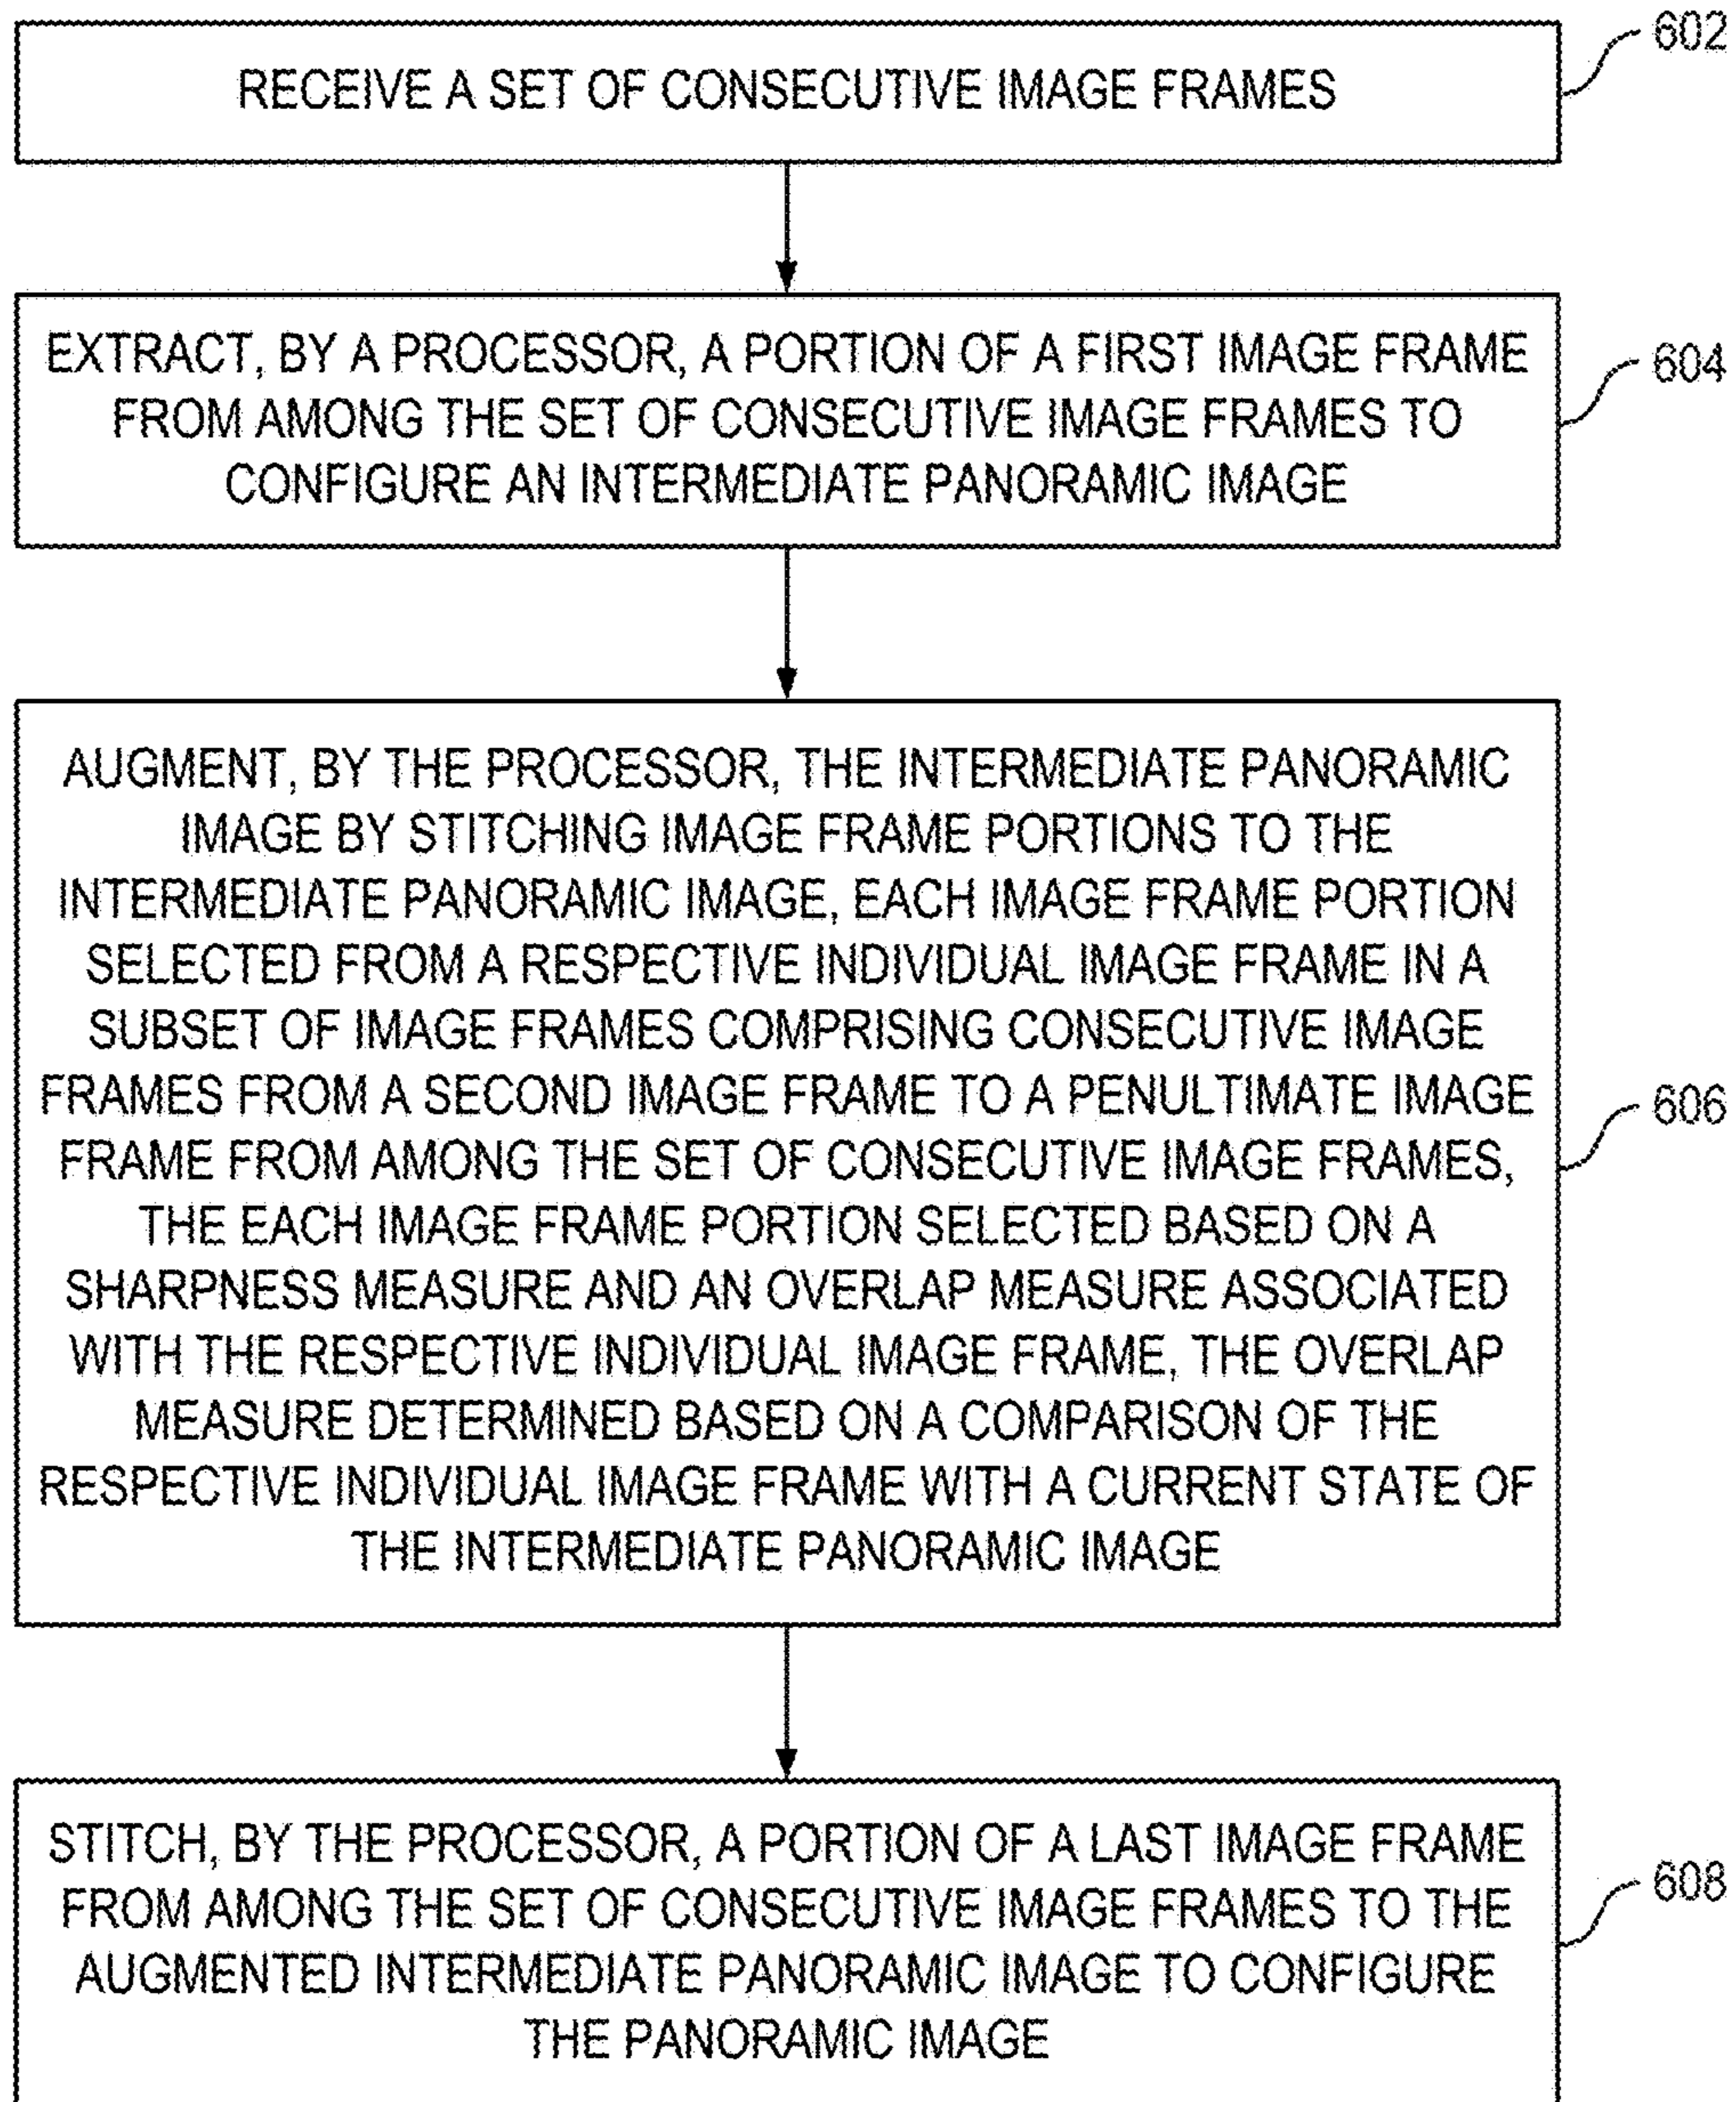 602
RECEIVE A SET OF CONSECUTIVE IMAGE FRAMES
EXTRACT, BY A PROCESSOR, A PORTION OF A FIRST IMAGE FRAME
FROM AMONG THE SET OF CONSECUTIVE IMAGE FRAMES TO
CONFIGURE AN INTERMEDIATE PANORAMIC IMAGE
604
AUGMENT, BY THE PROCESSOR, THE INTERMEDIATE PANORAMIC
IMAGE BY STITCHING IMAGE FRAME PORTIONS TO THE
INTERMEDIATE PANORAMIC IMAGE, EACH IMAGE FRAME PORTION
SELECTED FROM A RESPECTIVE INDIVIDUAL IMAGE FRAME IN A
SUBSET OF IMAGE FRAMES COMPRISING CONSECUTIVE IMAGE
FRAMES FROM A SECOND IMAGE FRAME TO A PENULTIMATE IMAGE
FRAME FROM AMONG THE SET OF CONSECUTIVE IMAGE FRAMES,
THE EACH IMAGE FRAME PORTION SELECTED BASED ON A
SHARPNESS MEASURE AND AN OVERLAP MEASURE ASSOCIATED
WITH THE RESPECTIVE INDIVIDUAL IMAGE FRAME, THE OVERLAP
MEASURE DETERMINED BASED ON A COMPARISON OF THE
RESPECTIVE INDIVIDUAL IMAGE FRAME WITH A CURRENT STATE OF
THE INTERMEDIATE PANORAMIC IMAGE
606
STITCH, BY THE PROCESSOR, A PORTION OF A LAST IMAGE FRAME
FROM AMONG THE SET OF CONSECUTIVE IMAGE FRAMES TO THE
AUGMENTED INTERMEDIATE PANORAMIC IMAGE TO CONFIGURE
THE PANORAMIC IMAGE
608